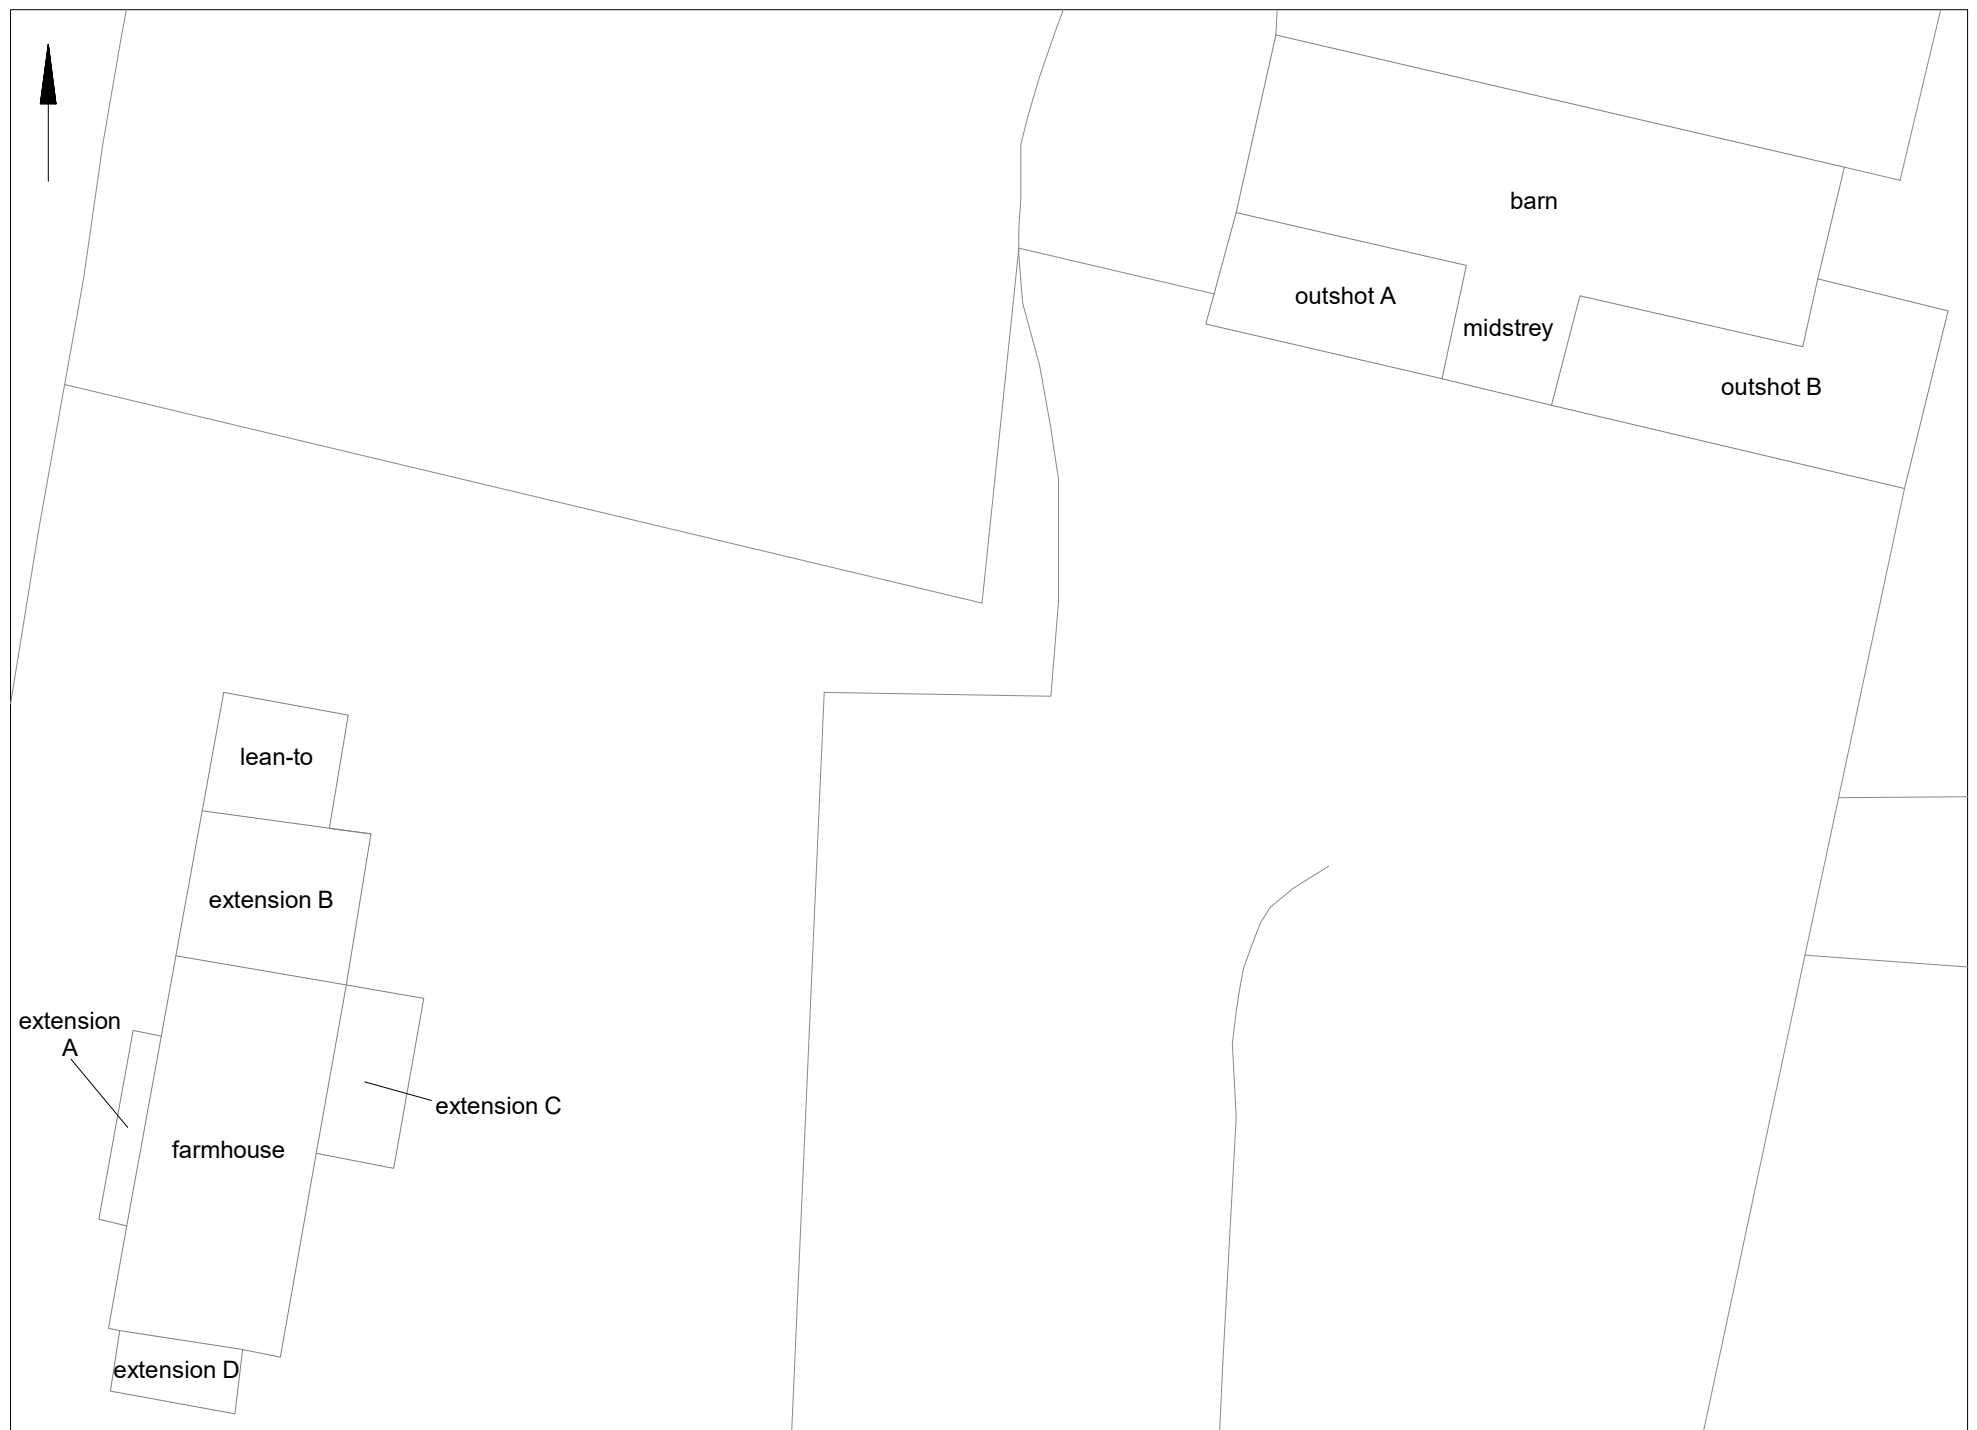 barn
outshot A
midstrey
outshot B
lean-to
extension B
extension
A
extension C
farmhouse
extension D